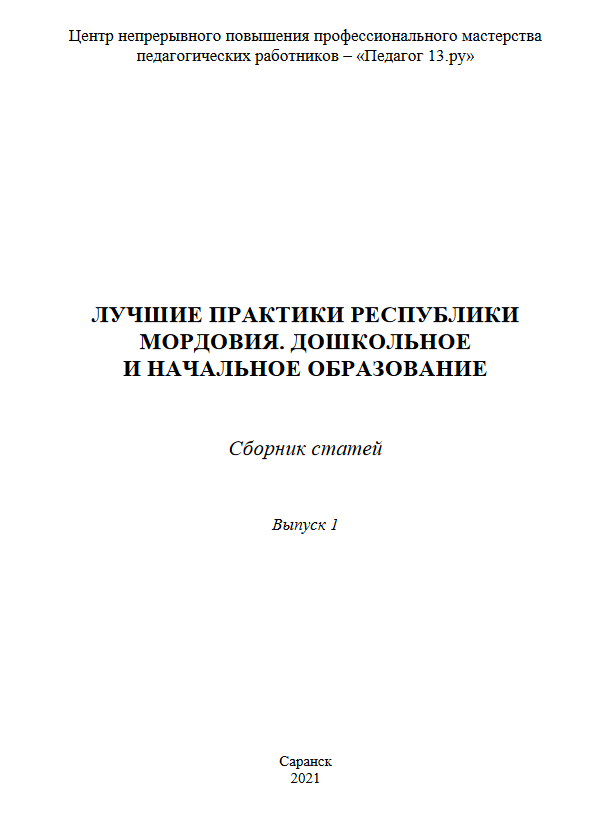 Центр непрерывного повышения профессионального мастерства
педагогических работников – «Педагог 13.ру»
ЛУЧШИЕ ПРАКТИКИ РЕСПУБЛИКИ
МОРДОВИЯ. ДОШКОЛЬНОЕ
И НАЧАЛЬНОЕ ОБРАЗОВАНИЕ
Сборник статей
Выпуск 1
Саранск
2021